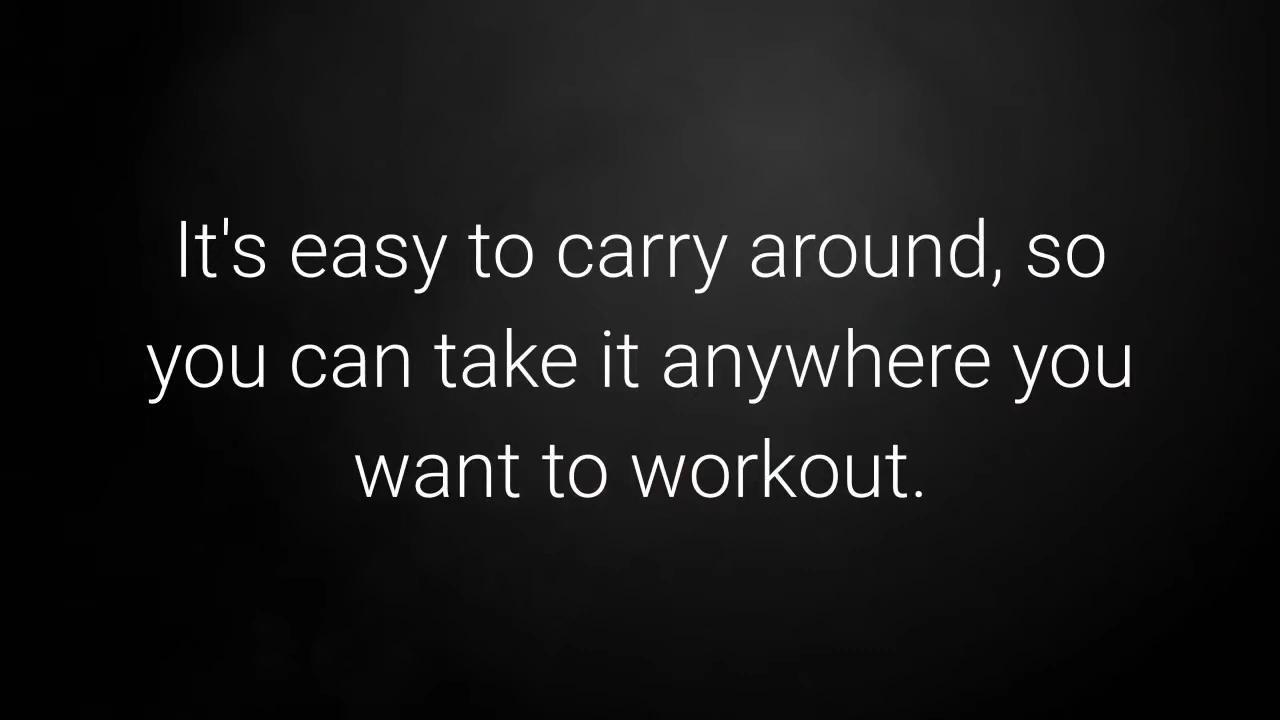 It's easy to carry around, so
you can take it anywhere you
want to workout.